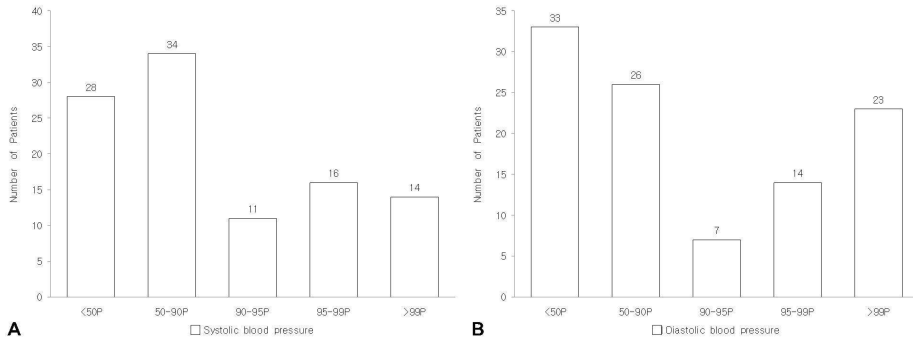 40
35
30
25
20
15
10
5
0
Number of Patients
28
34
11
16
14
<50P
50-90P
90-95P
95-99P
>99P
Systolic blood pressure
A
35
30
25
20
15
10
5
0
Number of Patients
33
26
7
14
23
<50P
50-90P
90-95P
95-99P
>99P
Diastolic blood pressure
B